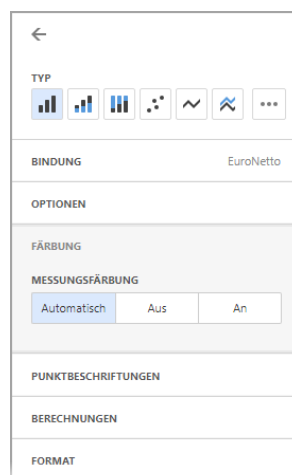 TYP
BINDUNG EuroNetto
OPTIONEN
FÄRBUNG
MESSUNGSFÄRBUNG
Automatisch Aus An
PUNKTBESCHRIFTUNGEN
BERECHNUNGEN
FORMAT